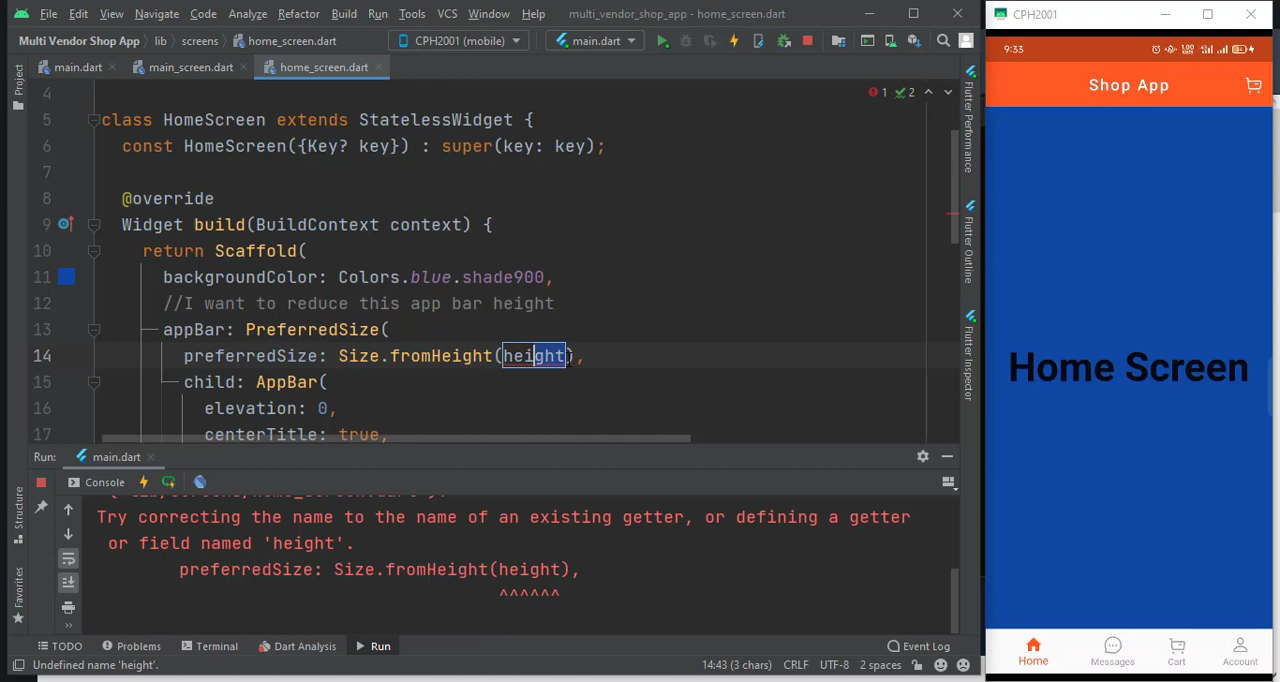 File Edit View Navigate Code Analyze Refactor Build Run Tools VCS Window Help multi_vendor_shop_app - home_screen.dart
CPH2001
Multi Vendor Shop App lib screens home_screen.dart CPH2001 (mobile) main.dart
main.dart main_screen.dart home_screen.dart
9:33
Shop App
Project
1 2
4
5 class HomeScreen extends StatelessWidget {
6 const HomeScreen({Key? key}) : super(key: key);
7
8 @override
9 Widget build(BuildContext context) {
10 return Scaffold(
11 backgroundColor: Colors.blue.shade900,
12 //I want to reduce this app bar height
13 appBar: PreferredSize(
14 preferredSize: Size.fromHeight(height),
15 child: AppBar(
16 elevation: 0,
17 centerTitle: true,
Flutter Performance
Flutter Outline
Flutter Inspector
Home Screen
Run: main.dart
Console
Try correcting the name to the name of an existing getter, or defining a getter
or field named 'height'.
preferredSize: Size.fromHeight(height),
^^^^^^
Structure
Favorites
TODO Problems Terminal Dart Analysis Run Event Log
Undefined name 'height'. 14:43 (3 chars) CRLF UTF-8 2 spaces
Home Messages Cart Account